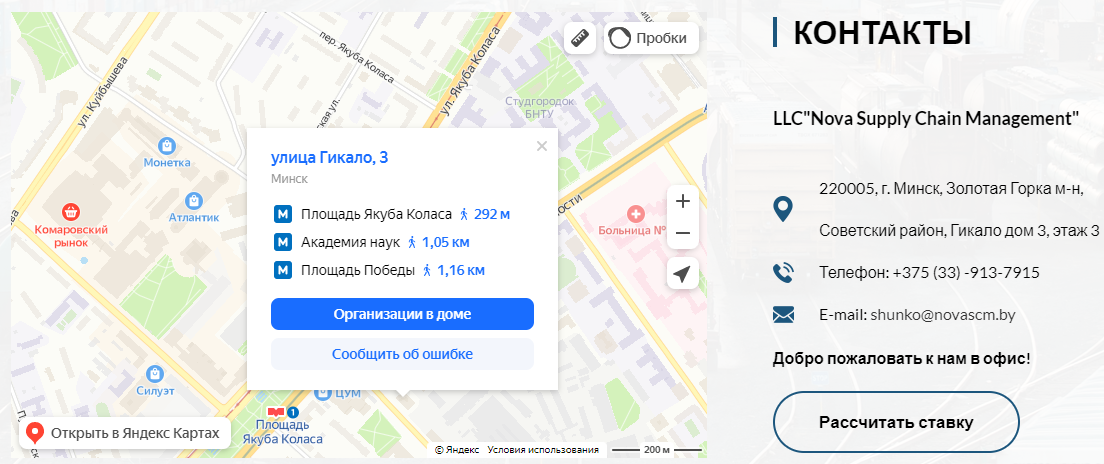 ул. Куйбышева
пер. Якуба Коласа
ул. Якуба Коласа
Пробки
Студгородок
БНТУ
Монетка
Атлантик
Комаровский
рынок
улица Гикало, 3
Минск
Площадь Якуба Коласа 292 м
Академия наук 1,05 км
Площадь Победы 1,16 км
Организации в доме
Сообщить об ошибке
Больница №
Силуэт
ЦУМ
1
Площадь
Якуба Коласа
Открыть в Яндекс Картах
© Яндекс Условия использования
200 м
КОНТАКТЫ
LLC"Nova Supply Chain Management"
220005, г. Минск, Золотая Горка м-н,
Советский район, Гикало дом 3, этаж 3
Телефон: +375 (33) -913-7915
E-mail: shunko@novascm.by
Добро пожаловать к нам в офис!
Рассчитать ставку